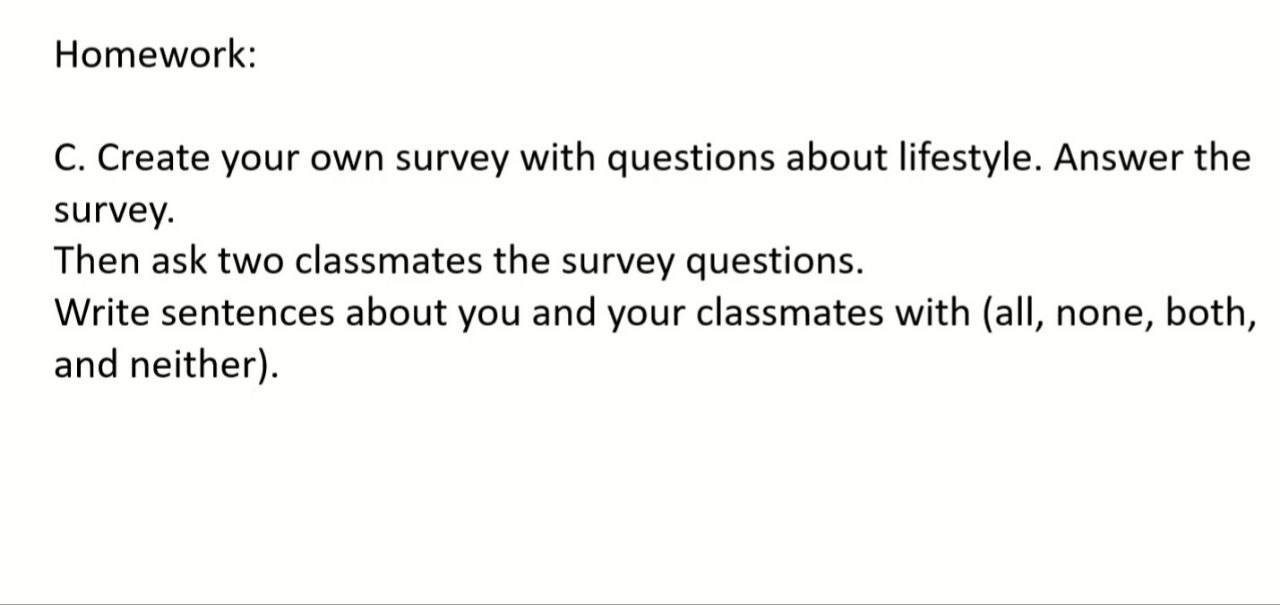 Homework:
C. Create your own survey with questions about lifestyle. Answer the
survey.
Then ask two classmates the survey questions.
Write sentences about you and your classmates with (all, none, both,
and neither).